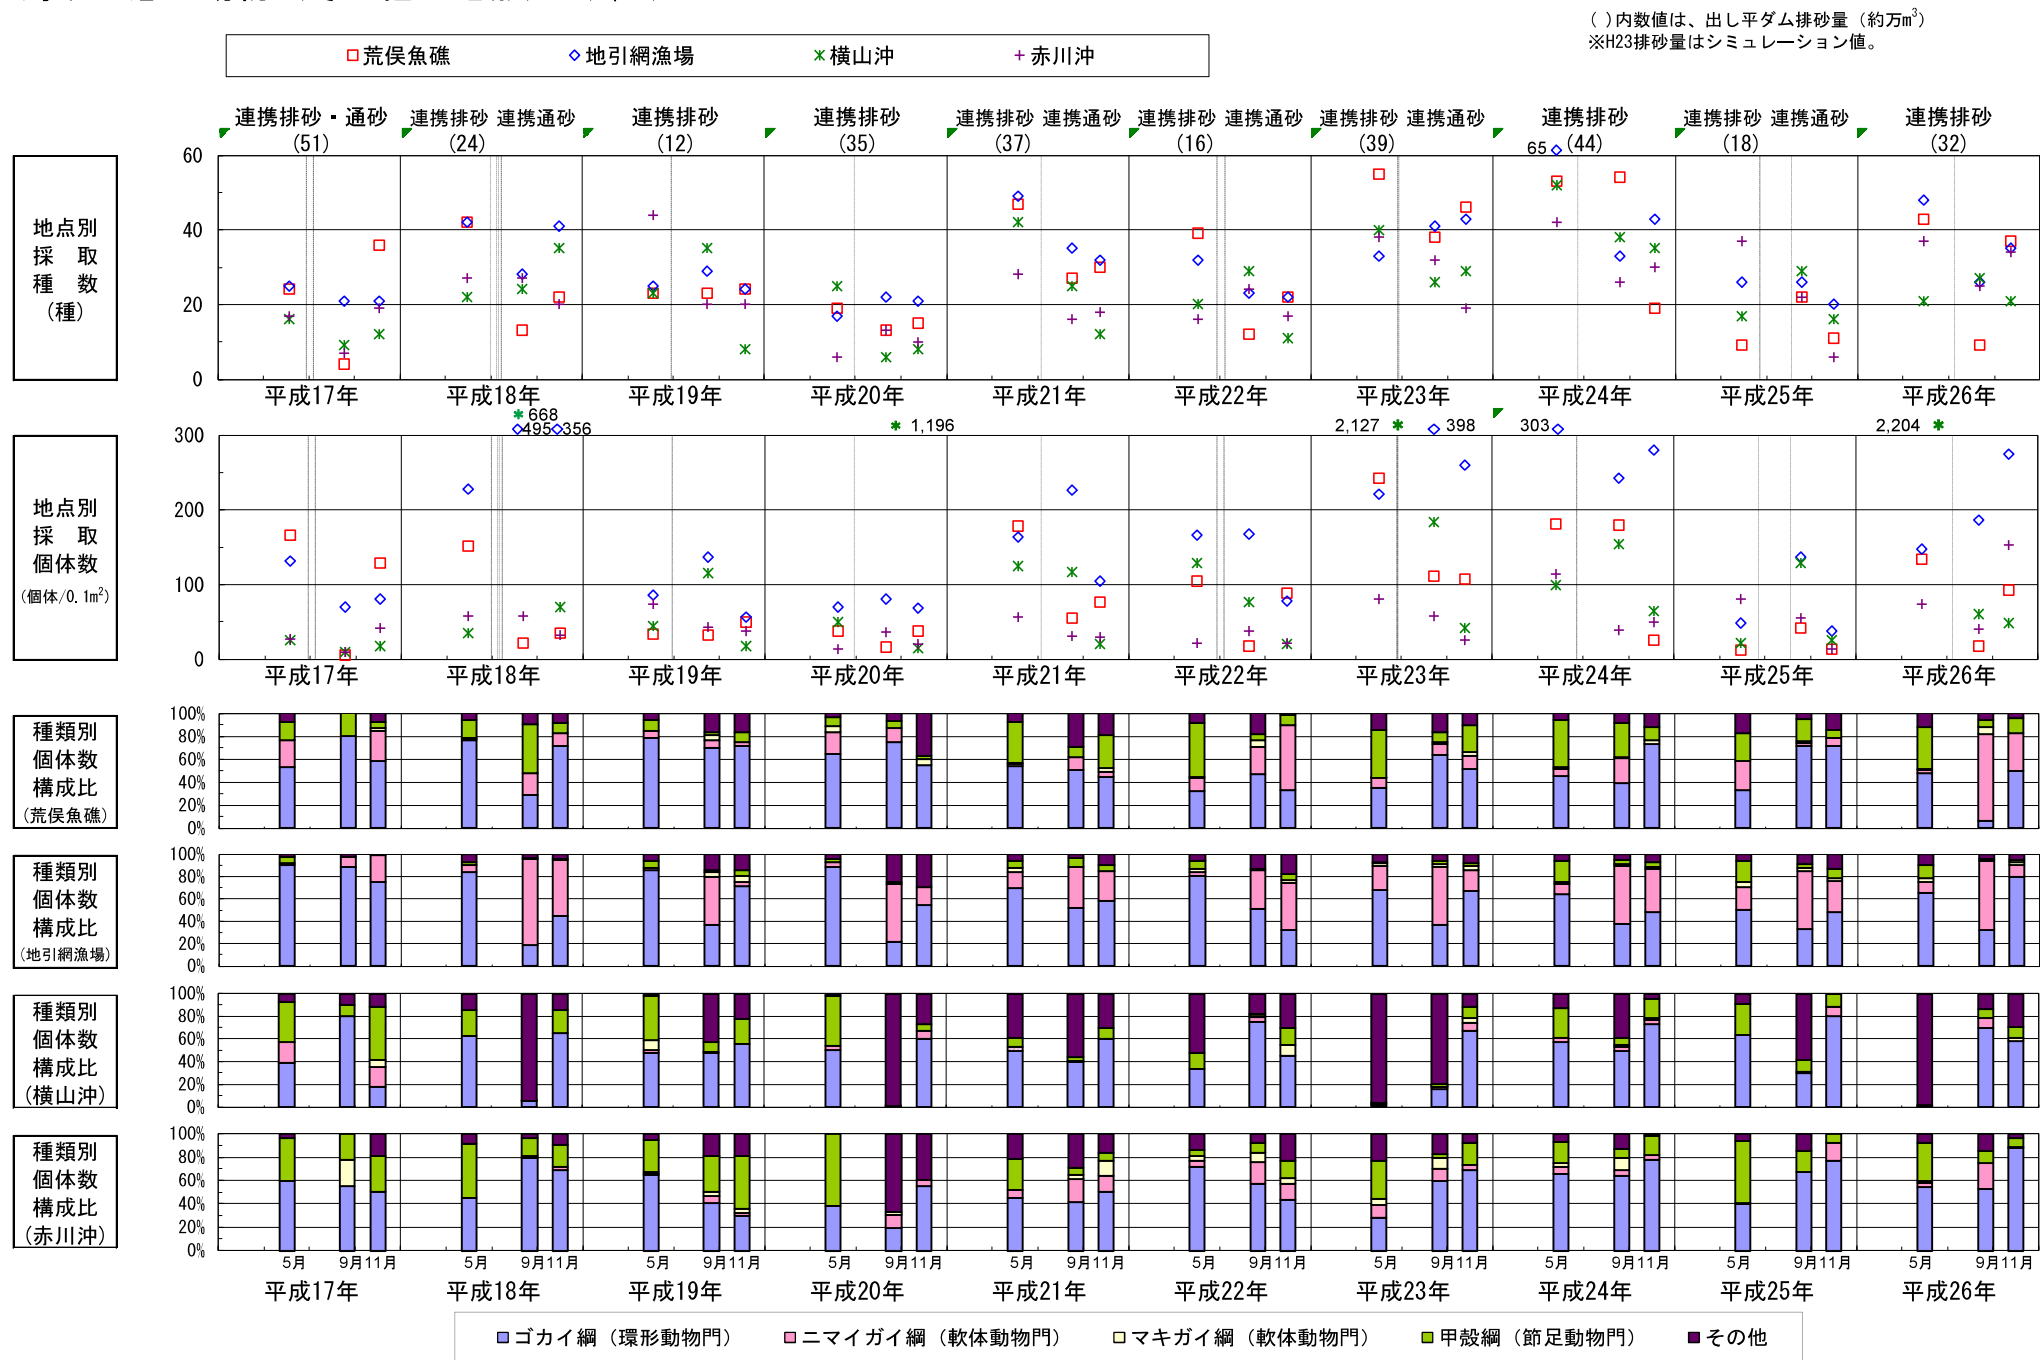 ( )内数値は、出し平ダム排砂量（約万m³）
※H23排砂量はシミュレーション値。
荒俣魚礁 地引網漁場 横山沖 赤川沖
連携排砂・通砂 連携排砂 連携通砂 連携排砂 連携排砂 連携排砂 連携通砂 連携排砂 連携通砂 連携排砂 連携通砂 連携排砂 連携排砂 連携通砂 連携排砂
(51) (24) (12) (35) (37) (16) (39) 65 (44) (18) (32)
地点別
採　取
種　数
（種）
60
40
20
0
平成17年 平成18年 平成19年 平成20年 平成21年 平成22年 平成23年 平成24年 平成25年 平成26年
668
495 356 1,196 2,127 398 303 2,204
地点別
採　取
個体数
(個体/0.1m²)
300
200
100
0
平成17年 平成18年 平成19年 平成20年 平成21年 平成22年 平成23年 平成24年 平成25年 平成26年
種類別
個体数
構成比
(荒俣魚礁)
100%
80%
60%
40%
20%
0%
種類別
個体数
構成比
(地引網漁場)
100%
80%
60%
40%
20%
0%
種類別
個体数
構成比
(横山沖)
100%
80%
60%
40%
20%
0%
種類別
個体数
構成比
(赤川沖)
100%
80%
60%
40%
20%
0%
5月 9月 11月 5月 9月 11月 5月 9月 11月 5月 9月 11月 5月 9月 11月 5月 9月 11月 5月 9月 11月 5月 9月 11月 5月 9月 11月 5月 9月 11月
平成17年 平成18年 平成19年 平成20年 平成21年 平成22年 平成23年 平成24年 平成25年 平成26年
ゴカイ綱（環形動物門） ニマイガイ綱（軟体動物門） マキガイ綱（軟体動物門） 甲殻綱（節足動物門） その他